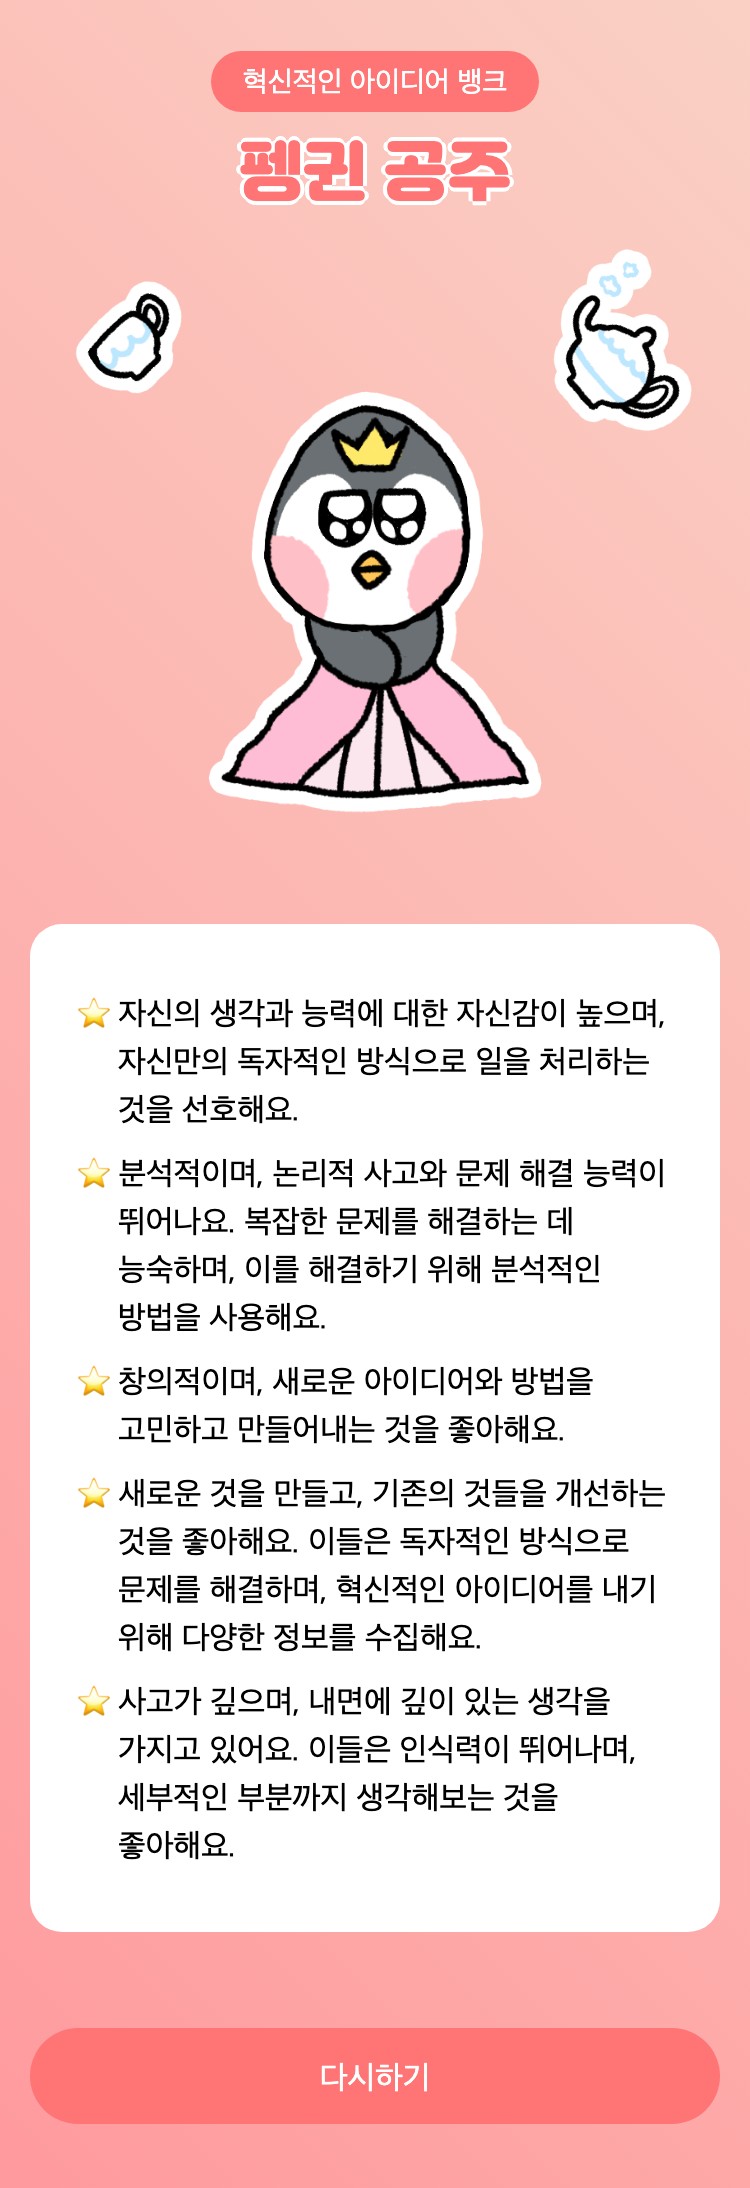 혁신적인 아이디어 뱅크
펭귄 공주
⭐ 자신의 생각과 능력에 대한 자신감이 높으며,
자신만의 독자적인 방식으로 일을 처리하는
것을 선호해요.
⭐ 분석적이며, 논리적 사고와 문제 해결 능력이
뛰어나요. 복잡한 문제를 해결하는 데
능숙하며, 이를 해결하기 위해 분석적인
방법을 사용해요.
⭐ 창의적이며, 새로운 아이디어와 방법을
고민하고 만들어내는 것을 좋아해요.
⭐ 새로운 것을 만들고, 기존의 것들을 개선하는
것을 좋아해요. 이들은 독자적인 방식으로
문제를 해결하며, 혁신적인 아이디어를 내기
위해 다양한 정보를 수집해요.
⭐ 사고가 깊으며, 내면에 깊이 있는 생각을
가지고 있어요. 이들은 인식력이 뛰어나며,
세부적인 부분까지 생각해보는 것을
좋아해요.
다시하기